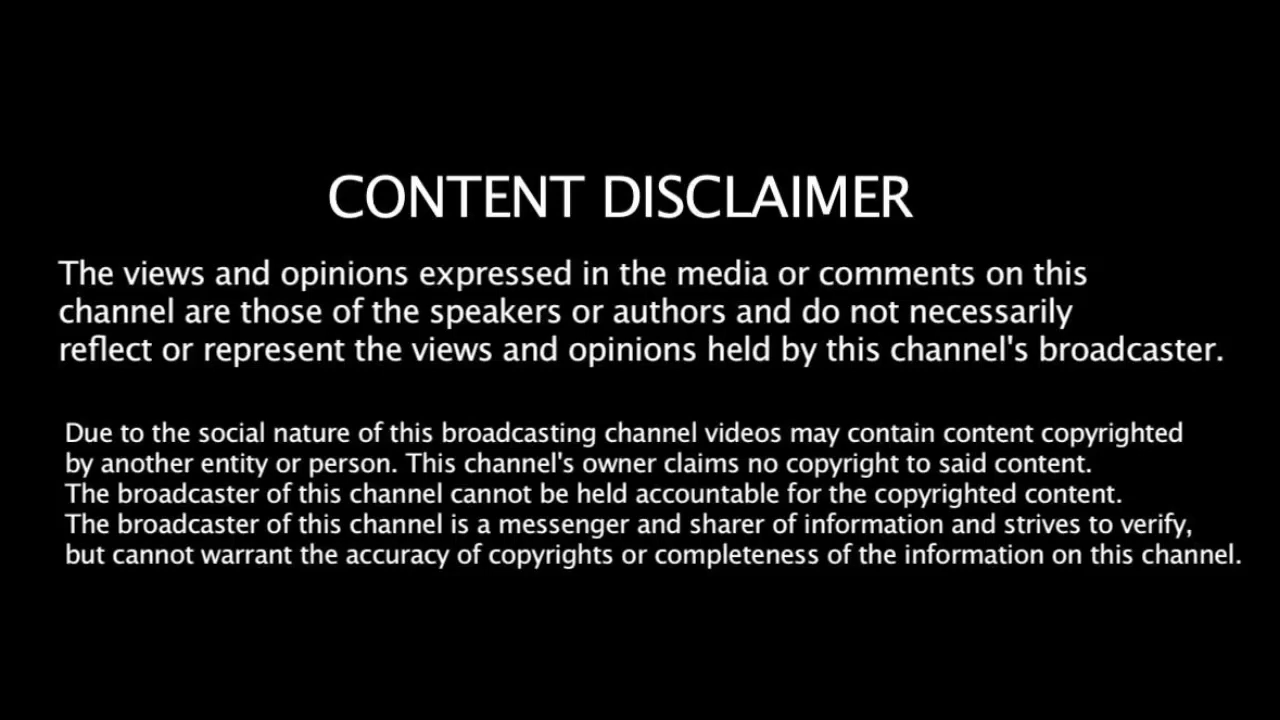 CONTENT DISCLAIMER
The views and opinions expressed in the media or comments on this
channel are those of the speakers or authors and do not necessarily
reflect or represent the views and opinions held by this channel's broadcaster.
Due to the social nature of this broadcasting channel videos may contain content copyrighted
by another entity or person. This channel's owner claims no copyright to said content.
The broadcaster of this channel cannot be held accountable for the copyrighted content.
The broadcaster of this channel is a messenger and sharer of information and strives to verify,
but cannot warrant the accuracy of copyrights or completeness of the information on this channel.